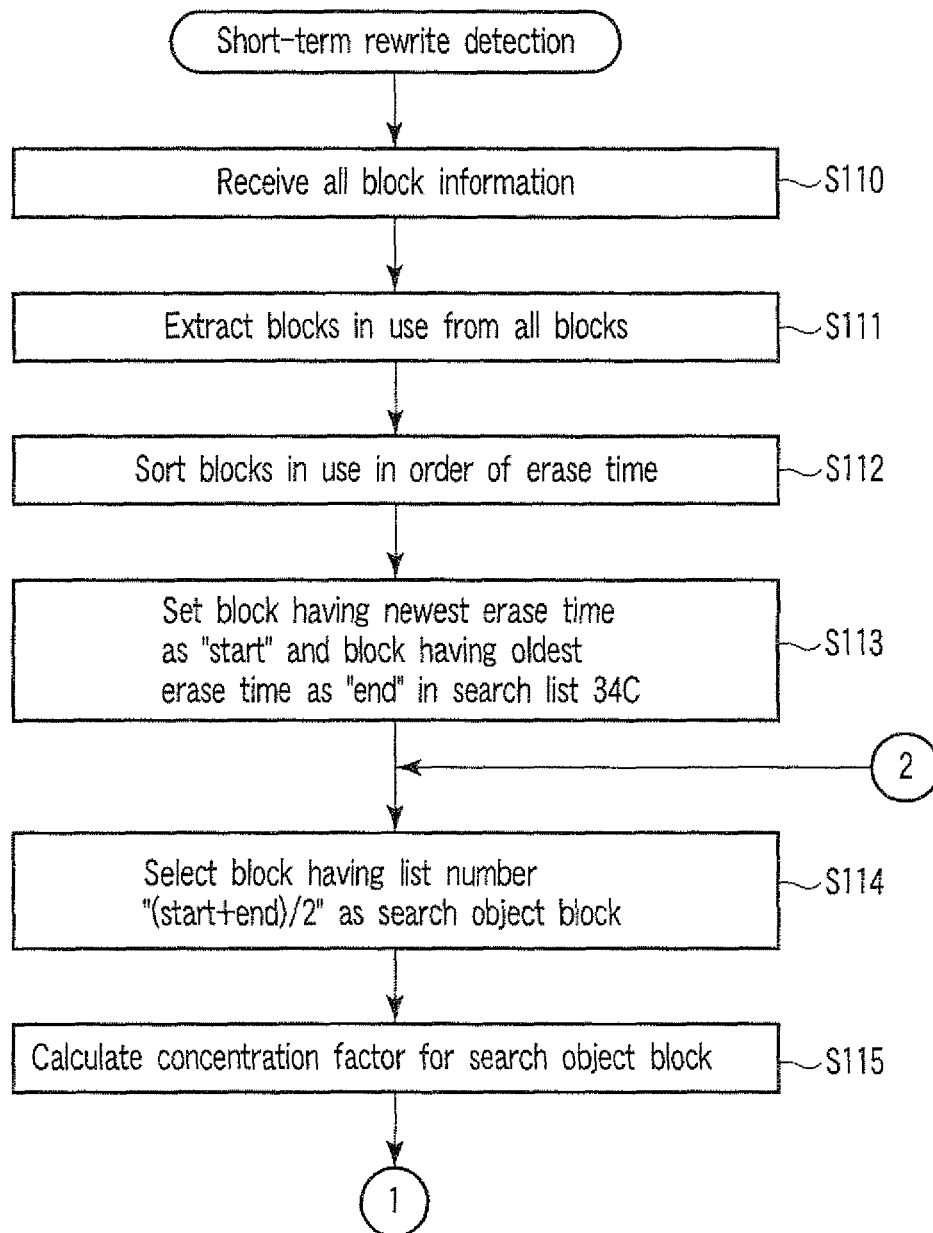 Short-term rewrite detection
Receive all block information
S110
Extract blocks in use from all blocks
S111
Sort blocks in use in order of erase time
S112
Set block having newest erase time
as "start" and block having oldest
erase time as "end" in search list 34C
S113
2
Select block having list number
"(start+end)/2" as search object block
S114
Calculate concentration factor for search object block
S115
1